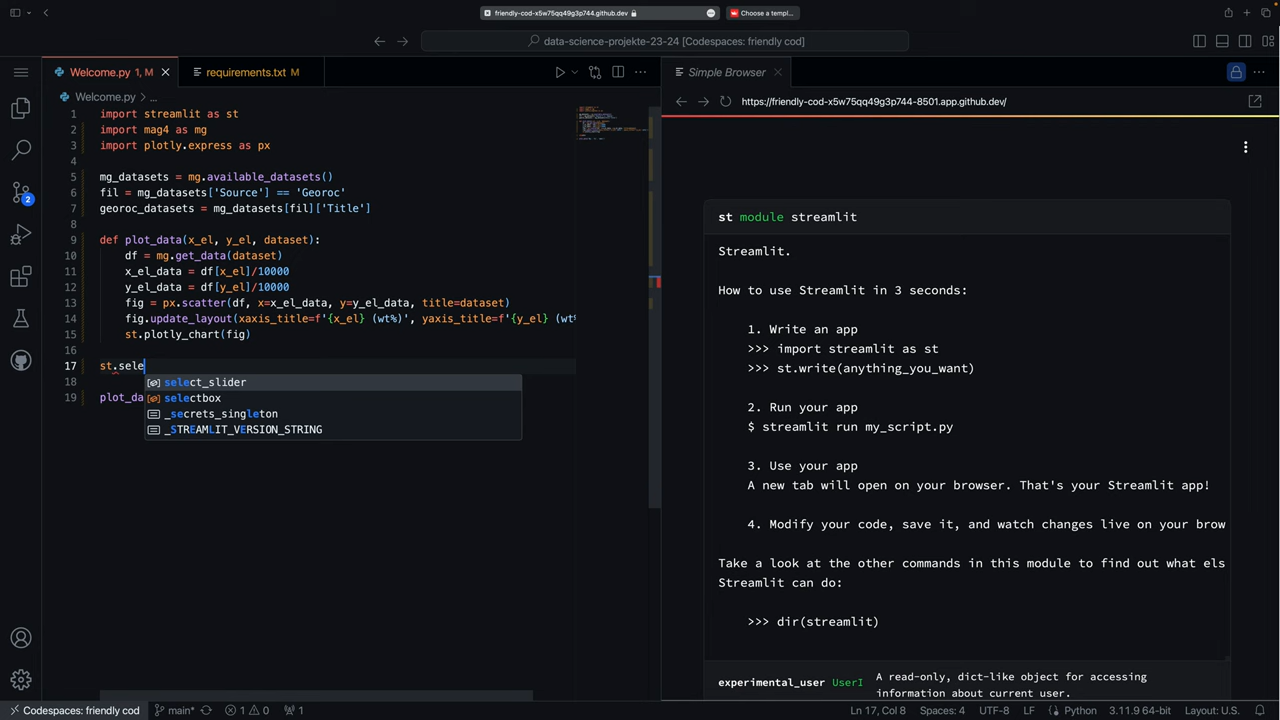 friendly-cod-x5w75qq49g3p744.github.dev
Choose a templ...
data-science-projekte-23-24 [Codespaces: friendly cod]
Welcome.py 1, M
requirements.txt M
Simple Browser
Welcome.py > ...
https://friendly-cod-x5w75qq49g3p744-8501.app.github.dev/
1 import streamlit as st
2 import mag4 as mg
3 import plotly.express as px
4
5 mg_datasets = mg.available_datasets()
6 fil = mg_datasets['Source'] == 'Georoc'
7 georoc_datasets = mg_datasets[fil]['Title']
8
9 def plot_data(x_el, y_el, dataset):
10 df = mg.get_data(dataset)
11 x_el_data = df[x_el]/10000
12 y_el_data = df[y_el]/10000
13 fig = px.scatter(df, x=x_el_data, y=y_el_data, title=dataset)
14 fig.update_layout(xaxis_title=f'{x_el} (wt%)', yaxis_title=f'{y_el} (wt%
15 st.plotly_chart(fig)
16
17 st.sele
18
19 plot_da
select_slider
selectbox
_secrets_singleton
_STREAMLIT_VERSION_STRING
2
st module streamlit
Streamlit.
How to use Streamlit in 3 seconds:
1. Write an app
>>> import streamlit as st
>>> st.write(anything_you_want)
2. Run your app
$ streamlit run my_script.py
3. Use your app
A new tab will open on your browser. That's your Streamlit app!
4. Modify your code, save it, and watch changes live on your brow
Take a look at the other commands in this module to find out what els
Streamlit can do:
>>> dir(streamlit)
experimental_user UserI
A read-only, dict-like object for accessing
information about current user.
Codespaces: friendly cod
main*
1 0
1
Ln 17, Col 8
Spaces: 4
UTF-8
LF
Python
3.11.9 64-bit
Layout: U.S.